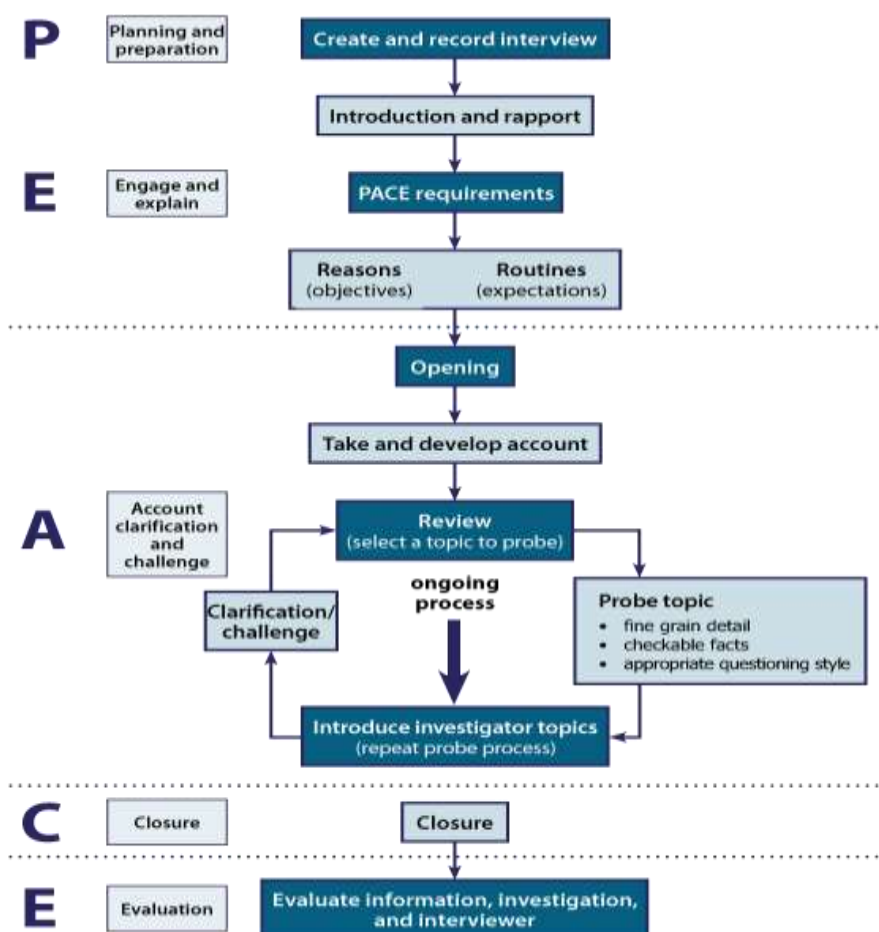 P
Planning and
preparation
Create and record interview
Introduction and rapport
E
Engage and
explain
PACE requirements
Reasons
(objectives)
Routines
(expectations)
Opening
Take and develop account
A
Account
clarification
and
challenge
Review
(select a topic to probe)
ongoing
process
Clarification/
challenge
Probe topic
• fine grain detail
• checkable facts
• appropriate questioning style
Introduce investigator topics
(repeat probe process)
C
Closure
Closure
E
Evaluation
Evaluate information, investigation,
and interviewer